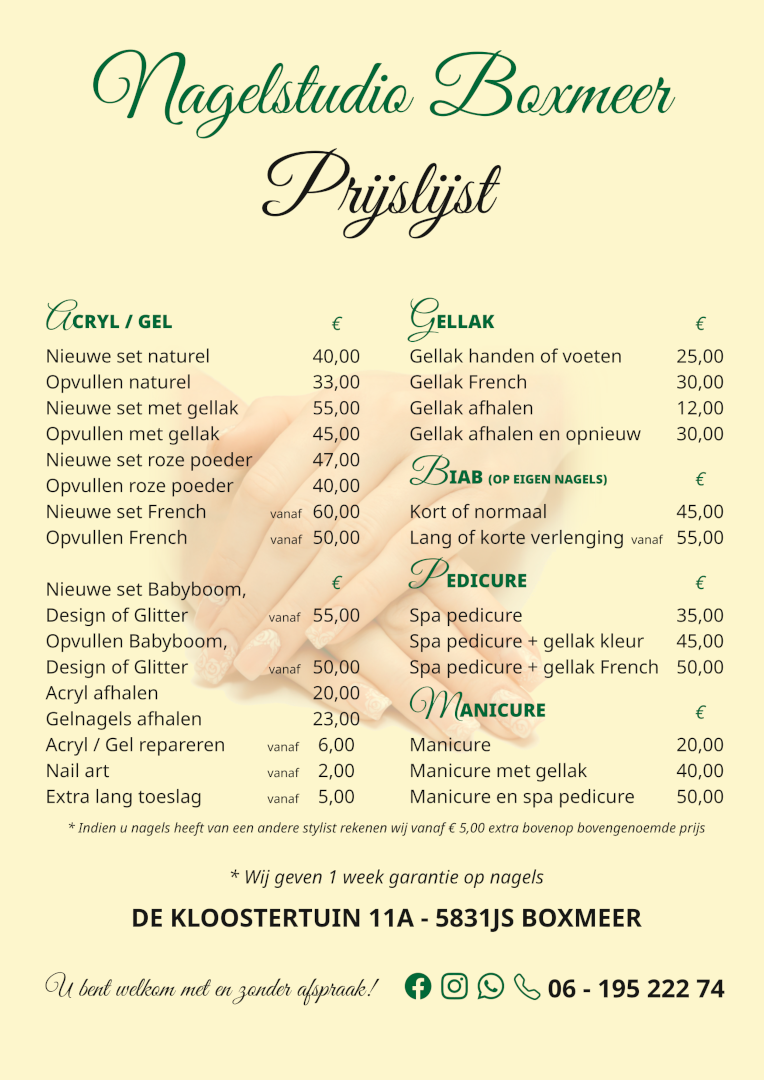 Nagelstudio Boxmeer
Prijslijst
ACRYL / GEL €
Nieuwe set naturel 40,00
Opvullen naturel 33,00
Nieuwe set met gellak 55,00
Opvullen met gellak 45,00
Nieuwe set roze poeder 47,00
Opvullen roze poeder 40,00
Nieuwe set French vanaf 60,00
Opvullen French vanaf 50,00
Nieuwe set Babyboom, €
Design of Glitter vanaf 55,00
Opvullen Babyboom,
Design of Glitter vanaf 50,00
Acryl afhalen 20,00
Gelnagels afhalen 23,00
Acryl / Gel repareren vanaf 6,00
Nail art vanaf 2,00
Extra lang toeslag vanaf 5,00
GELLAK €
Gellak handen of voeten 25,00
Gellak French 30,00
Gellak afhalen 12,00
Gellak afhalen en opnieuw 30,00
BIAB (OP EIGEN NAGELS) €
Kort of normaal 45,00
Lang of korte verlenging vanaf 55,00
PEDICURE €
Spa pedicure 35,00
Spa pedicure + gellak kleur 45,00
Spa pedicure + gellak French 50,00
MANICURE €
Manicure 20,00
Manicure met gellak 40,00
Manicure en spa pedicure 50,00
* Indien u nagels heeft van een andere stylist rekenen wij vanaf € 5,00 extra bovenop bovengenoemde prijs
* Wij geven 1 week garantie op nagels
DE KLOOSTERTUIN 11A - 5831JS BOXMEER
U bent welkom met en zonder afspraak! 06 - 195 222 74